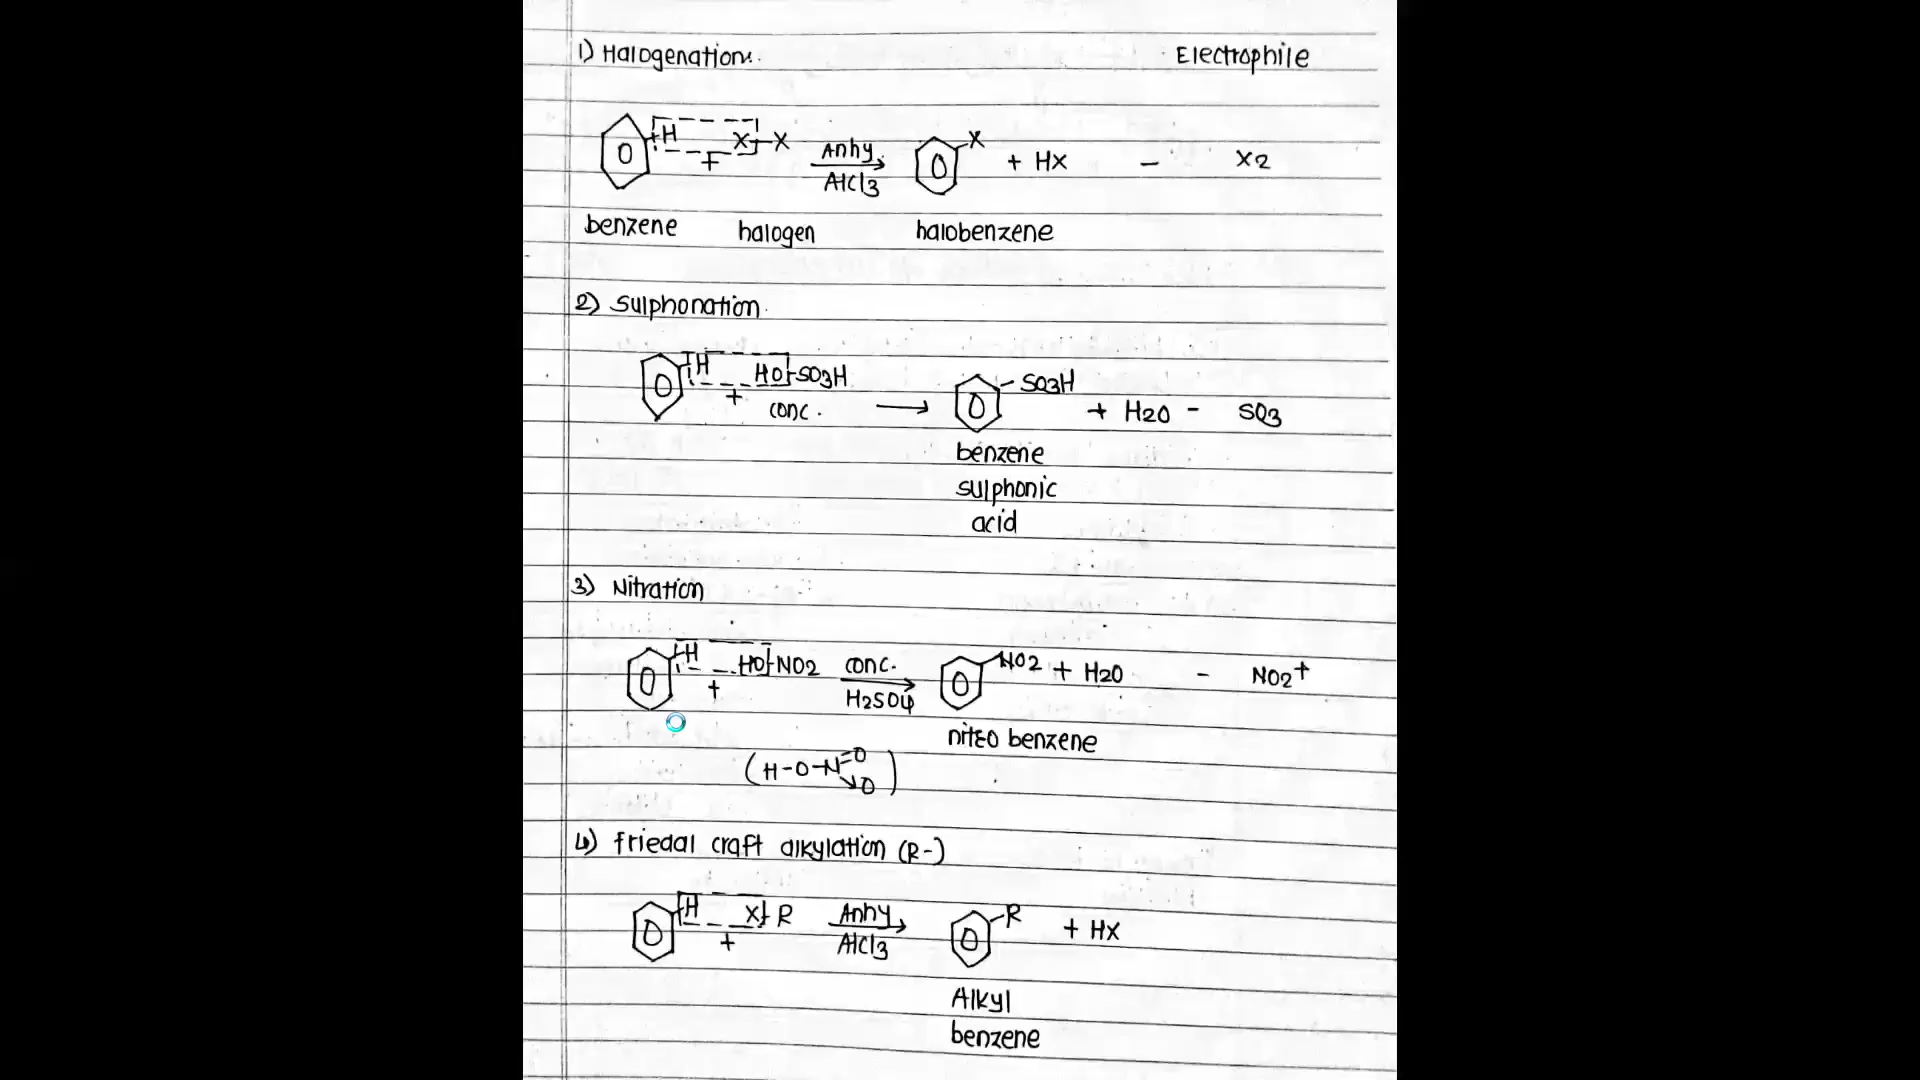 1) Halogenation. Electrophile
H X-X Anhy. X
O + AlCl3 O + HX - X2
benzene halogen halobenzene
2) Sulphonation.
H HO-SO3H SO3H
O + conc. O + H2O - SO3
benzene
sulphonic
acid
3) Nitration
H HO-NO2 conc. NO2 + H2O - NO2+
O + H2SO4 O
nitro benzene
(H-O-N=O
O)
4) friedal craft alkylation (R-)
H X R Anhy R
O + AlCl3 O + HX
Alkyl
benzene